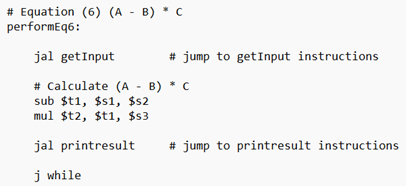 # Equation (6) (A - B) * C
performEq6:
jal getInput # jump to getInput instructions
# Calculate (A - B) * C
sub $t1, $s1, $s2
mul $t2, $t1, $s3
jal printresult # jump to printresult instructions
j while